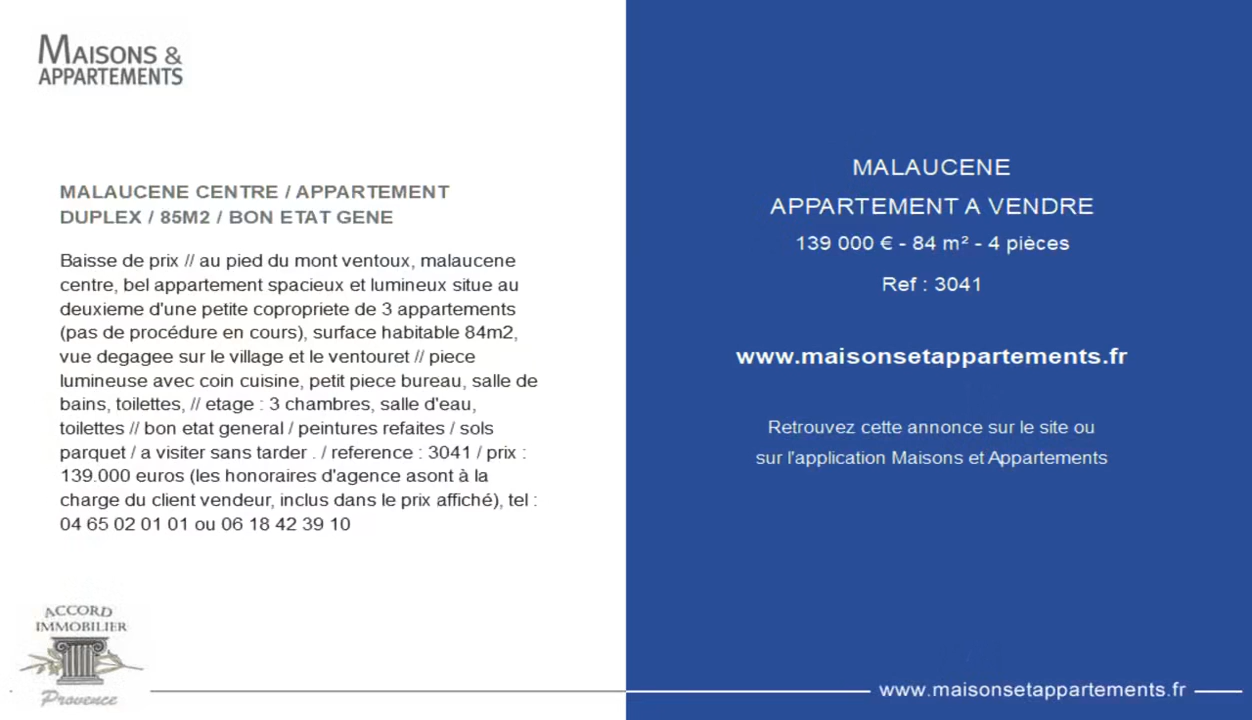 MAISONS &
APPARTEMENTS
MALAUCENE CENTRE / APPARTEMENT
DUPLEX / 85M2 / BON ETAT GENE
Baisse de prix // au pied du mont ventoux, malaucene
centre, bel appartement spacieux et lumineux situe au
deuxieme d'une petite copropriete de 3 appartements
(pas de procédure en cours), surface habitable 84m2,
vue degagee sur le village et le ventouret // piece
lumineuse avec coin cuisine, petit piece bureau, salle de
bains, toilettes, // etage : 3 chambres, salle d'eau,
toilettes // bon etat general / peintures refaites / sols
parquet / a visiter sans tarder . / reference : 3041 / prix :
139.000 euros (les honoraires d'agence asont à la
charge du client vendeur, inclus dans le prix affiché), tel :
04 65 02 01 01 ou 06 18 42 39 10
ACCORD
IMMOBILIER
Provence
MALAUCENE
APPARTEMENT A VENDRE
139 000 € - 84 m² - 4 pièces
Ref : 3041
www.maisonsetappartements.fr
Retrouvez cette annonce sur le site ou
sur l'application Maisons et Appartements
www.maisonsetappartements.fr